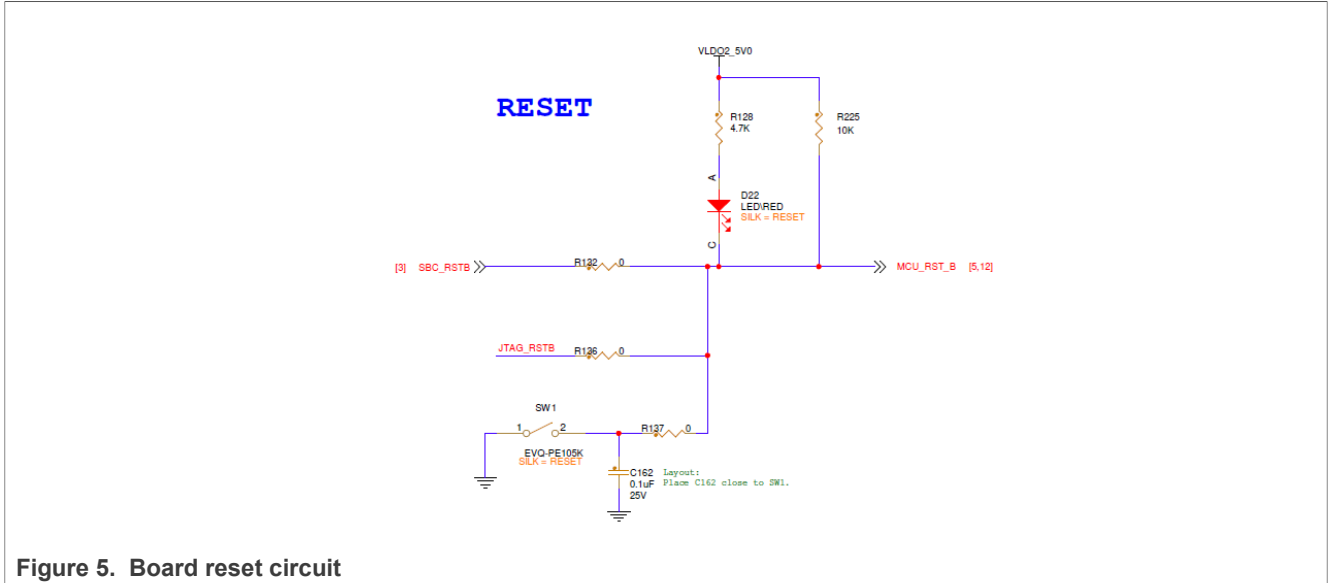 VLDO2_5V0
RESET
R128
4.7K
R225
10K
A
D22
LED\RED
SILK = RESET
C
[3] SBC_RSTB
R132 0
MCU_RST_B [5,12]
JTAG_RSTB
R136 0
SW1
1 2
R137 0
EVQ-PE105K
SILK = RESET
C162
0.1uF
25V
Layout:
Place C162 close to SW1.
Figure 5. Board reset circuit